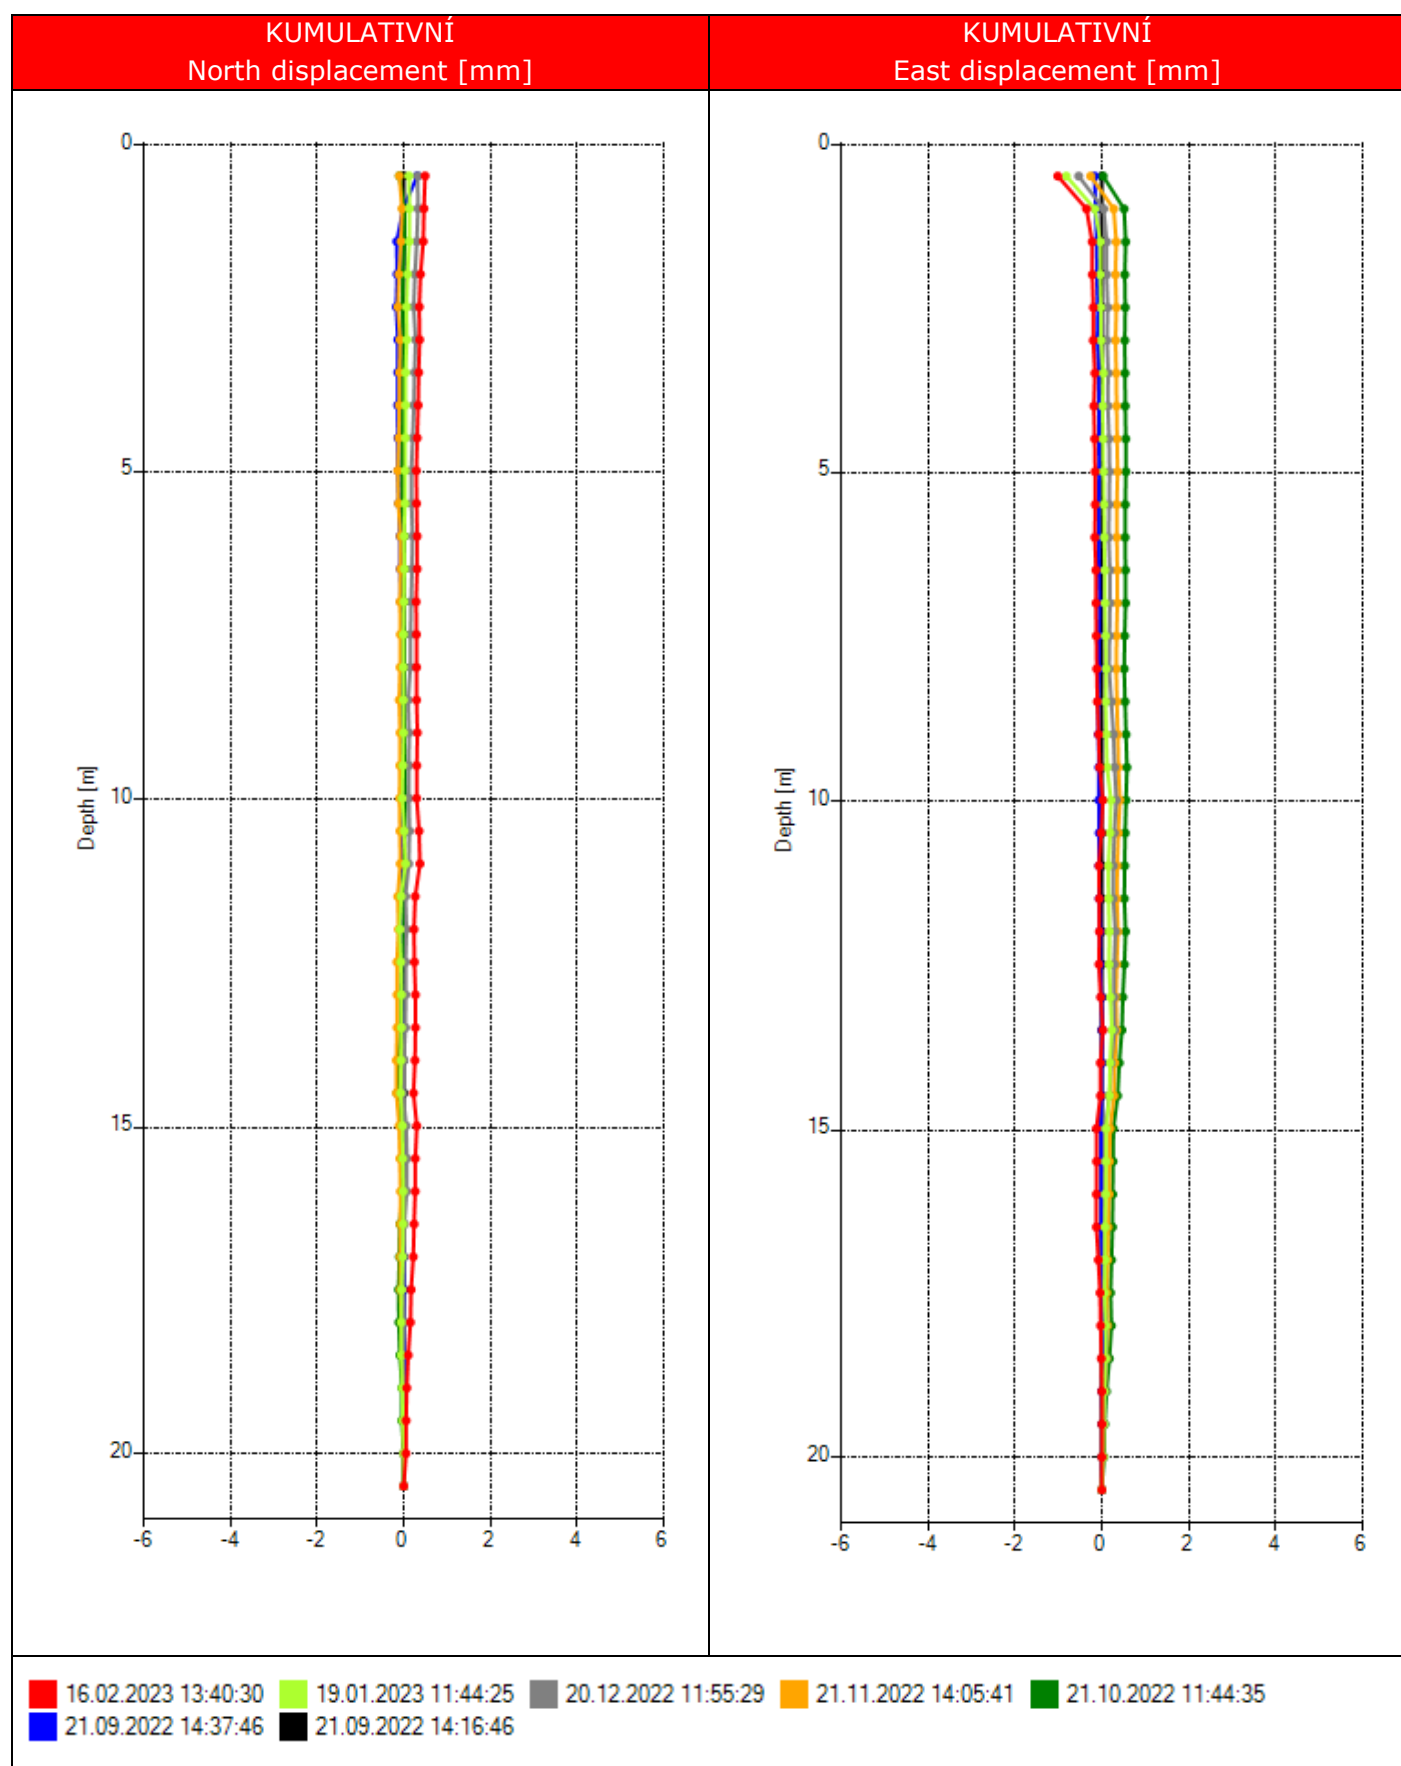 KUMULATIVNÍ
North displacement [mm]
KUMULATIVNÍ
East displacement [mm]
0
5
10
15
20
Depth [m]
-6 -4 -2 0 2 4 6
0
5
10
15
20
Depth [m]
-6 -4 -2 0 2 4 6
16.02.2023 13:40:30 19.01.2023 11:44:25 20.12.2022 11:55:29 21.11.2022 14:05:41 21.10.2022 11:44:35
21.09.2022 14:37:46 21.09.2022 14:16:46